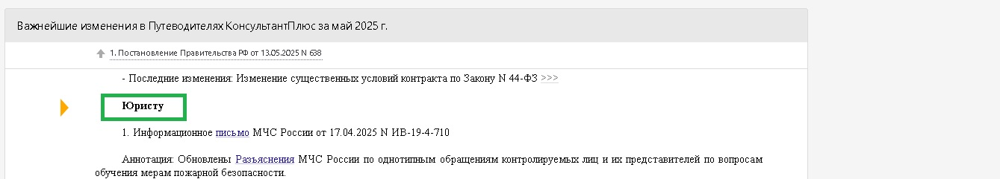 Важнейшие изменения в Путеводителях КонсультантПлюс за май 2025 г.
1. Постановление Правительства РФ от 13.05.2025 N 638
- Последние изменения: Изменение существенных условий контракта по Закону N 44-ФЗ >>>
Юристу
1. Информационное письмо МЧС России от 17.04.2025 N ИВ-19-4-710
Аннотация: Обновлены Разъяснения МЧС России по однотипным обращениям контролируемых лиц и их представителей по вопросам
обучения мерам пожарной безопасности.